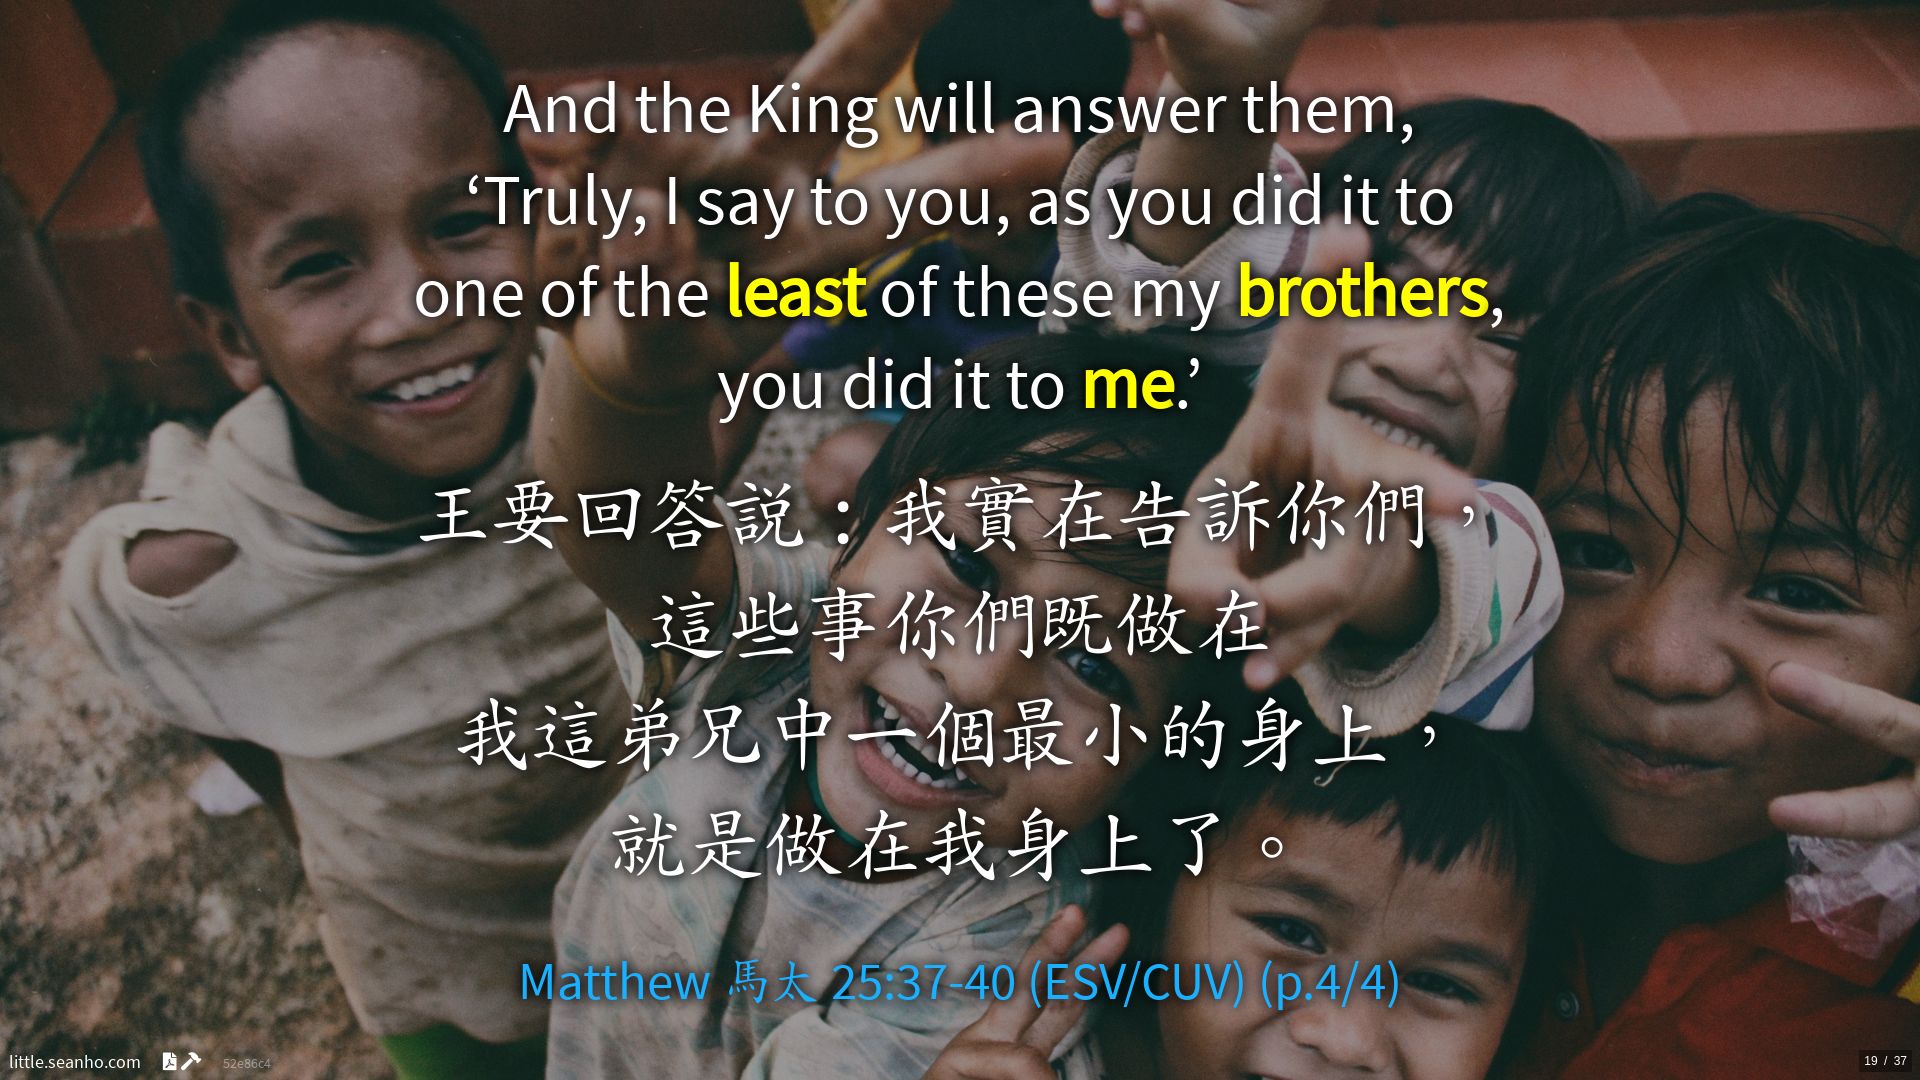 And the King will answer them,
‘Truly, I say to you, as you did it to
one of the least of these my brothers,
you did it to me.’
王要回答説：我實在告訴你們，
這些事你們既做在
我這弟兄中一個最小的身上，
就是做在我身上了。
Matthew 馬太 25:37-40 (ESV/CUV) (p.4/4)
little.seanho.com 52e86c4
19 / 37